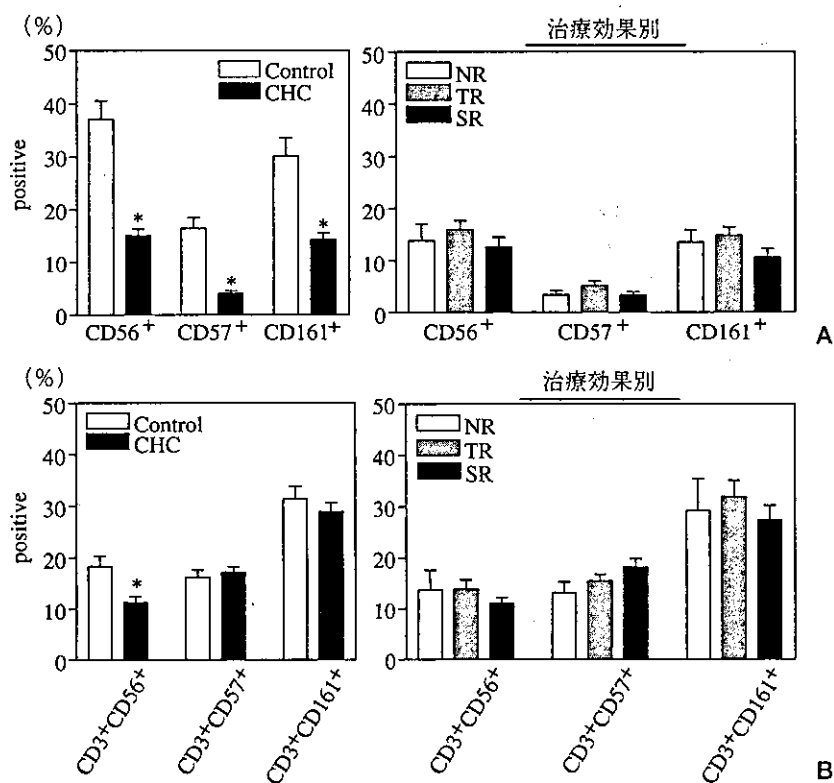 (%)
治療効果別
50
40
30
20
10
0
positive
Control
CHC
*
*
*
CD56+
CD57+
CD161+
50
40
30
20
10
0
NR
TR
SR
CD56+
CD57+
CD161+
A
(%)
治療効果別
50
40
30
20
10
0
positive
Control
CHC
*
CD3+CD56+
CD3+CD57+
CD3+CD161+
50
40
30
20
10
0
NR
TR
SR
CD3+CD56+
CD3+CD57+
CD3+CD161+
B